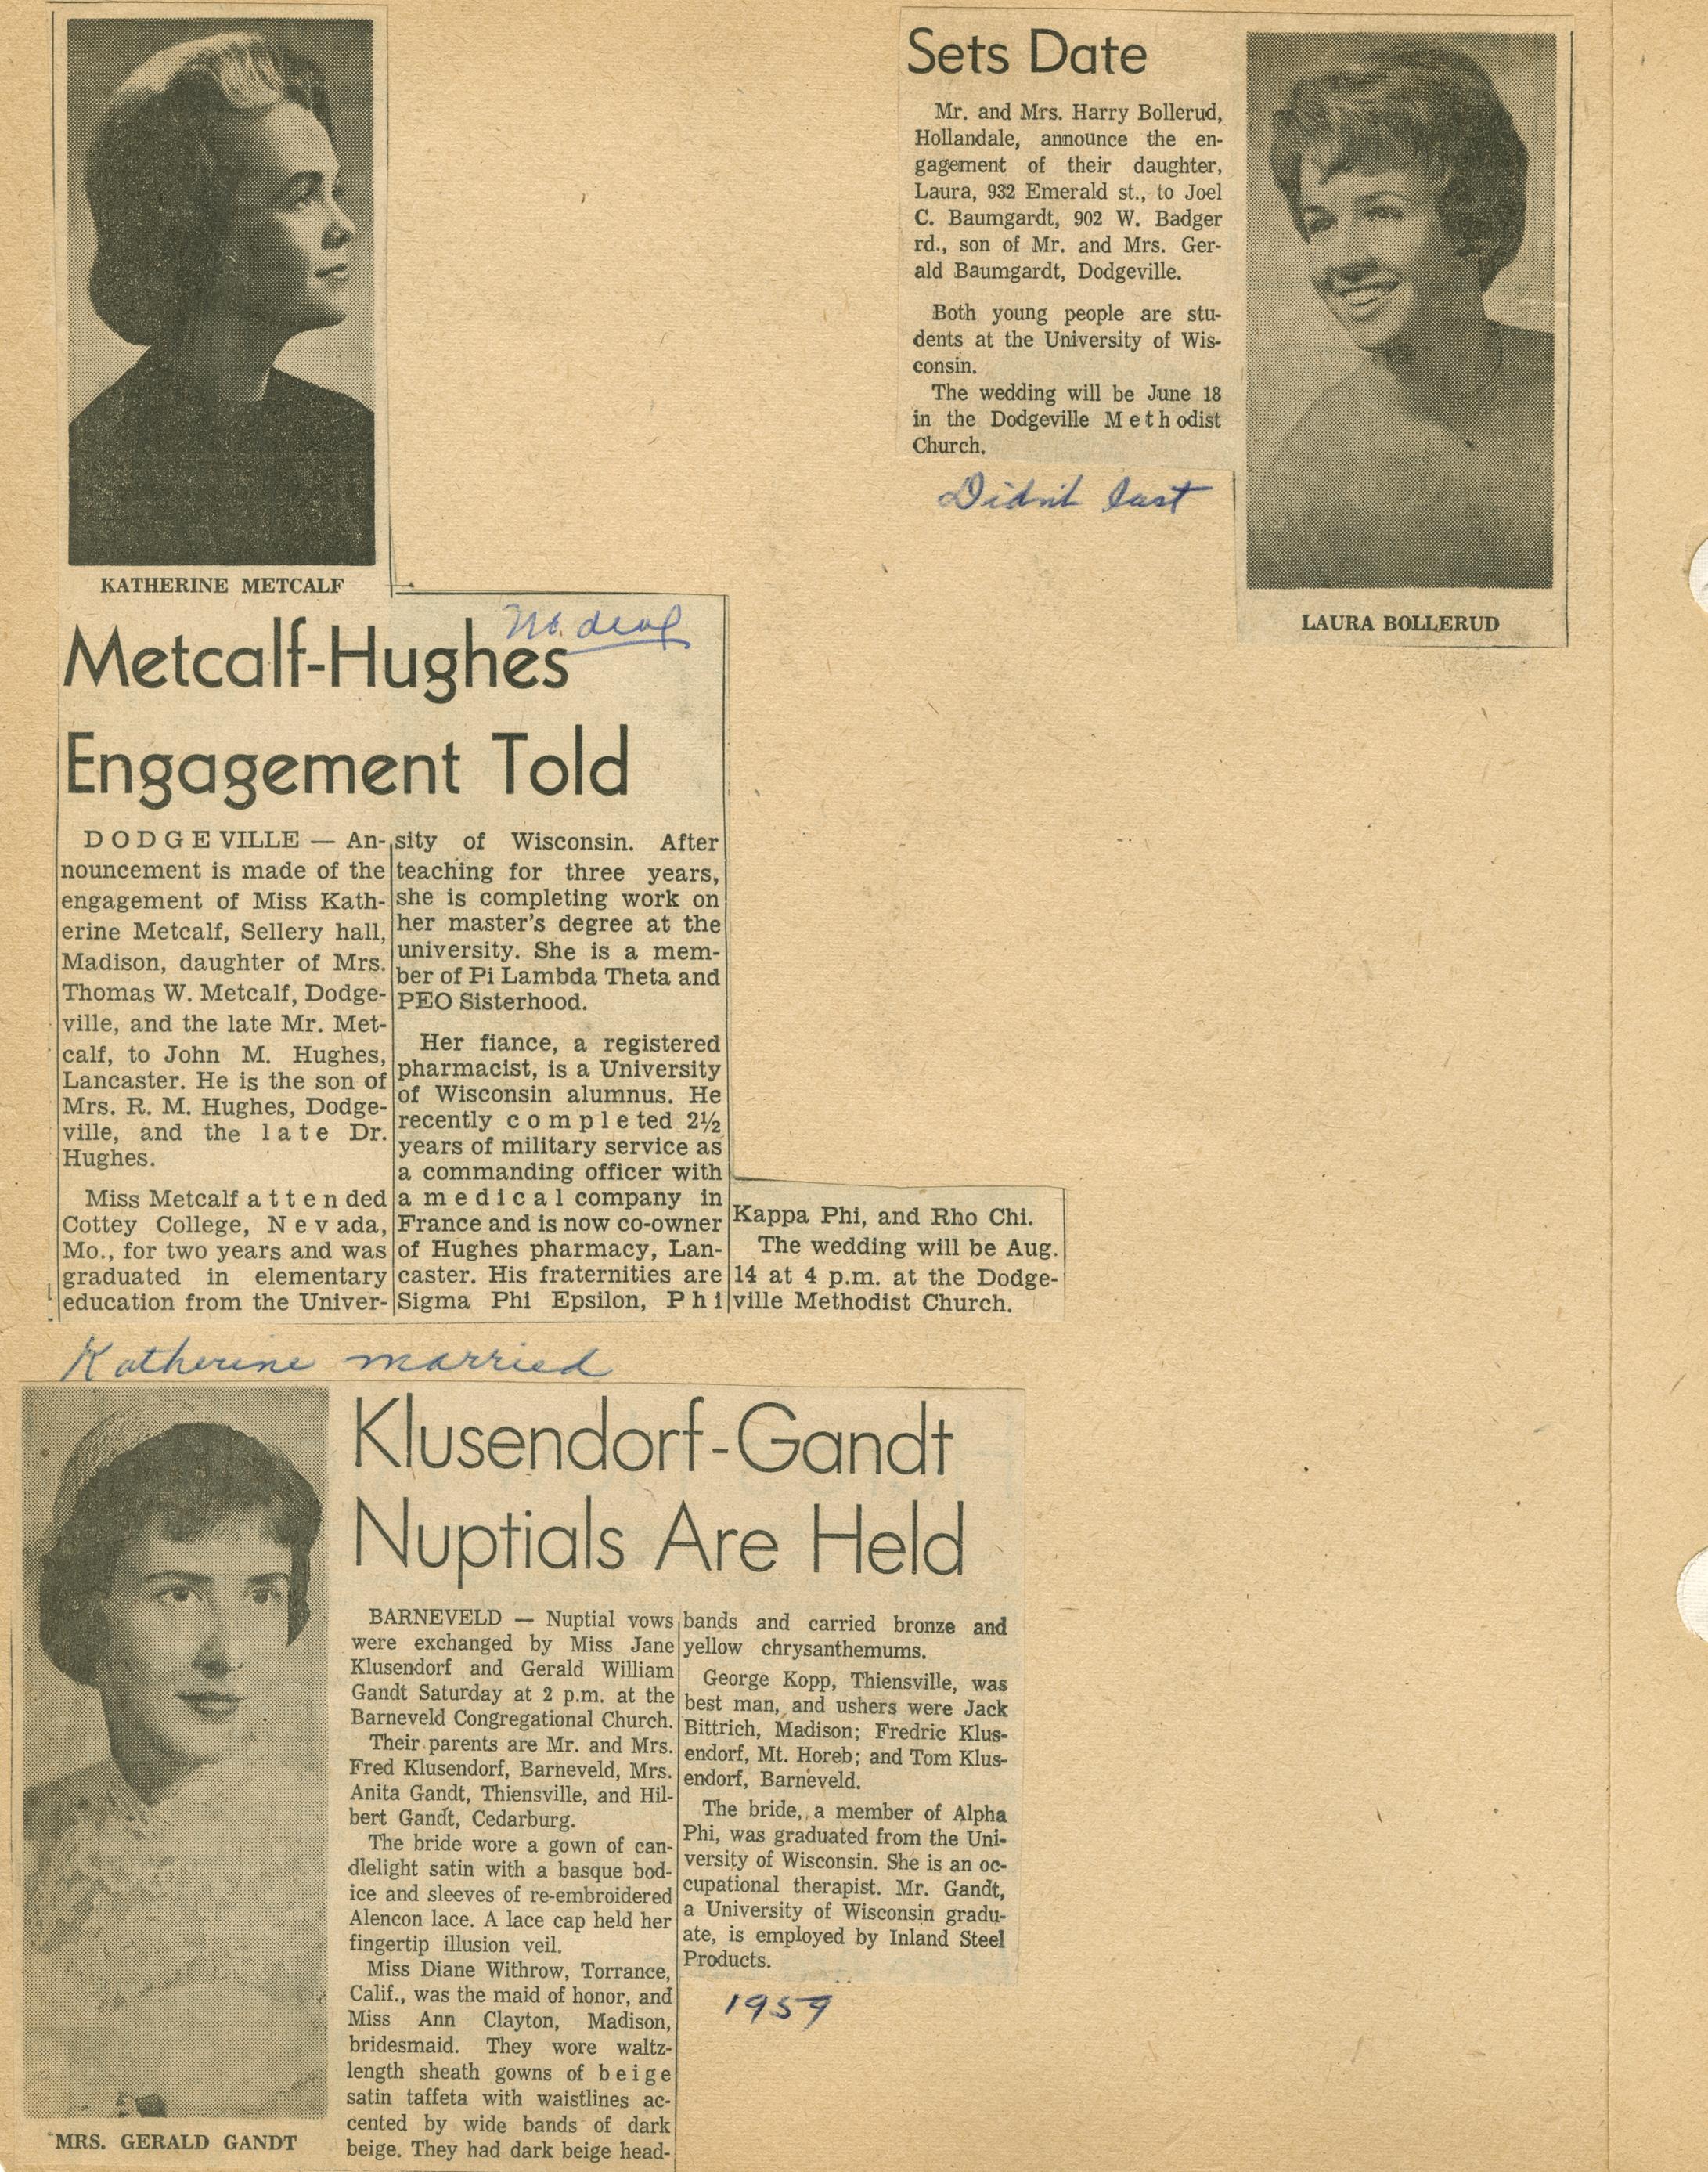 KATHERINE METCALF
No deal
Metcalf-Hughes
Engagement Told
D O D G E VILLE — An-
nouncement is made of the
engagement of Miss Kath-
erine Metcalf, Sellery hall,
Madison, daughter of Mrs.
Thomas W. Metcalf, Dodge-
ville, and the late Mr. Met-
calf, to John M. Hughes,
Lancaster. He is the son of
Mrs. R. M. Hughes, Dodge-
ville, and the l a t e Dr.
Hughes.
Miss Metcalf a t t e n ded
Cottey College, N e v ada,
Mo., for two years and was
graduated in elementary
education from the Univer-
sity of Wisconsin. After
teaching for three years,
she is completing work on
her master's degree at the
university. She is a mem-
ber of Pi Lambda Theta and
PEO Sisterhood.
Her fiance, a registered
pharmacist, is a University
of Wisconsin alumnus. He
recently c o m p l e ted 2½
years of military service as
a commanding officer with
a m e d i c a l company in
France and is now co-owner
of Hughes pharmacy, Lan-
caster. His fraternities are
Sigma Phi Epsilon, P h i
Kappa Phi, and Rho Chi.
The wedding will be Aug.
14 at 4 p.m. at the Dodge-
ville Methodist Church.
Sets Date
Mr. and Mrs. Harry Bollerud,
Hollandale, announce the en-
gagement of their daughter,
Laura, 932 Emerald st., to Joel
C. Baumgardt, 902 W. Badger
rd., son of Mr. and Mrs. Ger-
ald Baumgardt, Dodgeville.
Both young people are stu-
dents at the University of Wis-
consin.
The wedding will be June 18
in the Dodgeville M e t h odist
Church.
Didn't last
LAURA BOLLERUD
Katherine married
MRS. GERALD GANDT
Klusendorf-Gandt
Nuptials Are Held
BARNEVELD — Nuptial vows
were exchanged by Miss Jane
Klusendorf and Gerald William
Gandt Saturday at 2 p.m. at the
Barneveld Congregational Church.
Their parents are Mr. and Mrs.
Fred Klusendorf, Barneveld, Mrs.
Anita Gandt, Thiensville, and Hil-
bert Gandt, Cedarburg.
The bride wore a gown of can-
dlelight satin with a basque bod-
ice and sleeves of re-embroidered
Alencon lace. A lace cap held her
fingertip illusion veil.
Miss Diane Withrow, Torrance,
Calif., was the maid of honor, and
Miss Ann Clayton, Madison,
bridesmaid. They wore waltz-
length sheath gowns of b e i g e
satin taffeta with waistlines ac-
cented by wide bands of dark
beige. They had dark beige head-
bands and carried bronze and
yellow chrysanthemums.
George Kopp, Thiensville, was
best man, and ushers were Jack
Bittrich, Madison; Fredric Klus-
endorf, Mt. Horeb; and Tom Klus-
endorf, Barneveld.
The bride, a member of Alpha
Phi, was graduated from the Uni-
versity of Wisconsin. She is an oc-
cupational therapist. Mr. Gandt,
a University of Wisconsin gradu-
ate, is employed by Inland Steel
Products.
1959